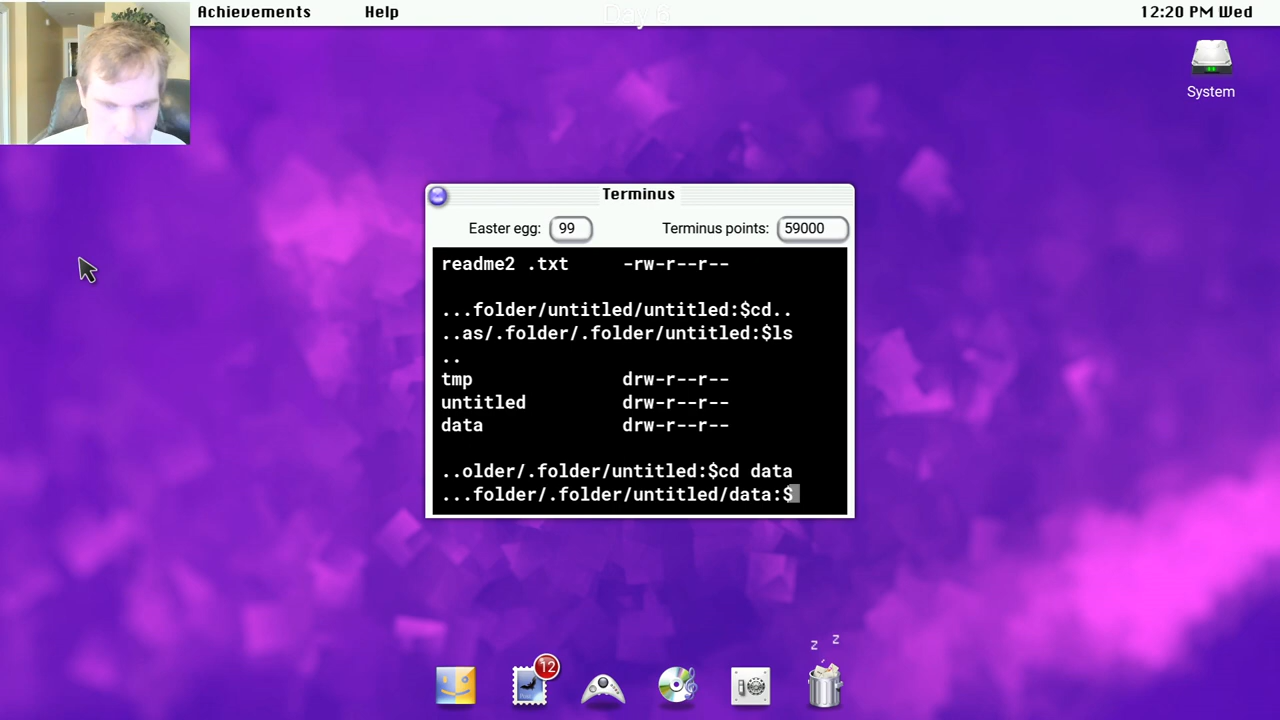 Achievements Help Day 6 12:20 PM Wed
System
Terminus
Easter egg: 99 Terminus points: 59000
readme2 .txt -rw-r--r--
...folder/untitled/untitled:$cd..
..as/.folder/.folder/untitled:$ls
..
tmp drw-r--r--
untitled drw-r--r--
data drw-r--r--
..older/.folder/untitled:$cd data
...folder/.folder/untitled/data:$
z z
12